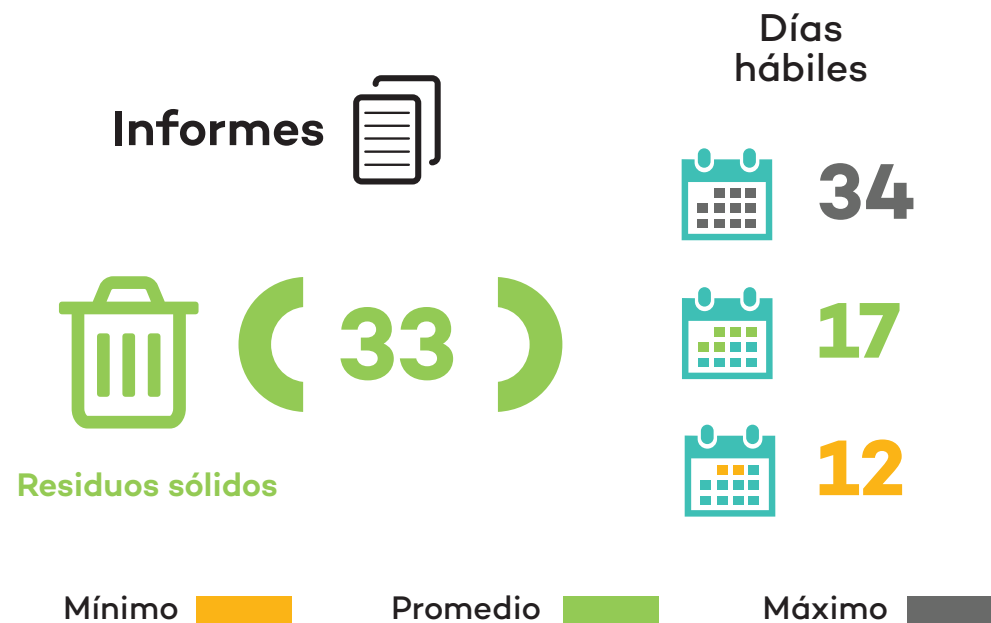 Informes
Días
hábiles
34
33
17
Residuos sólidos
12
Mínimo
Promedio
Máximo